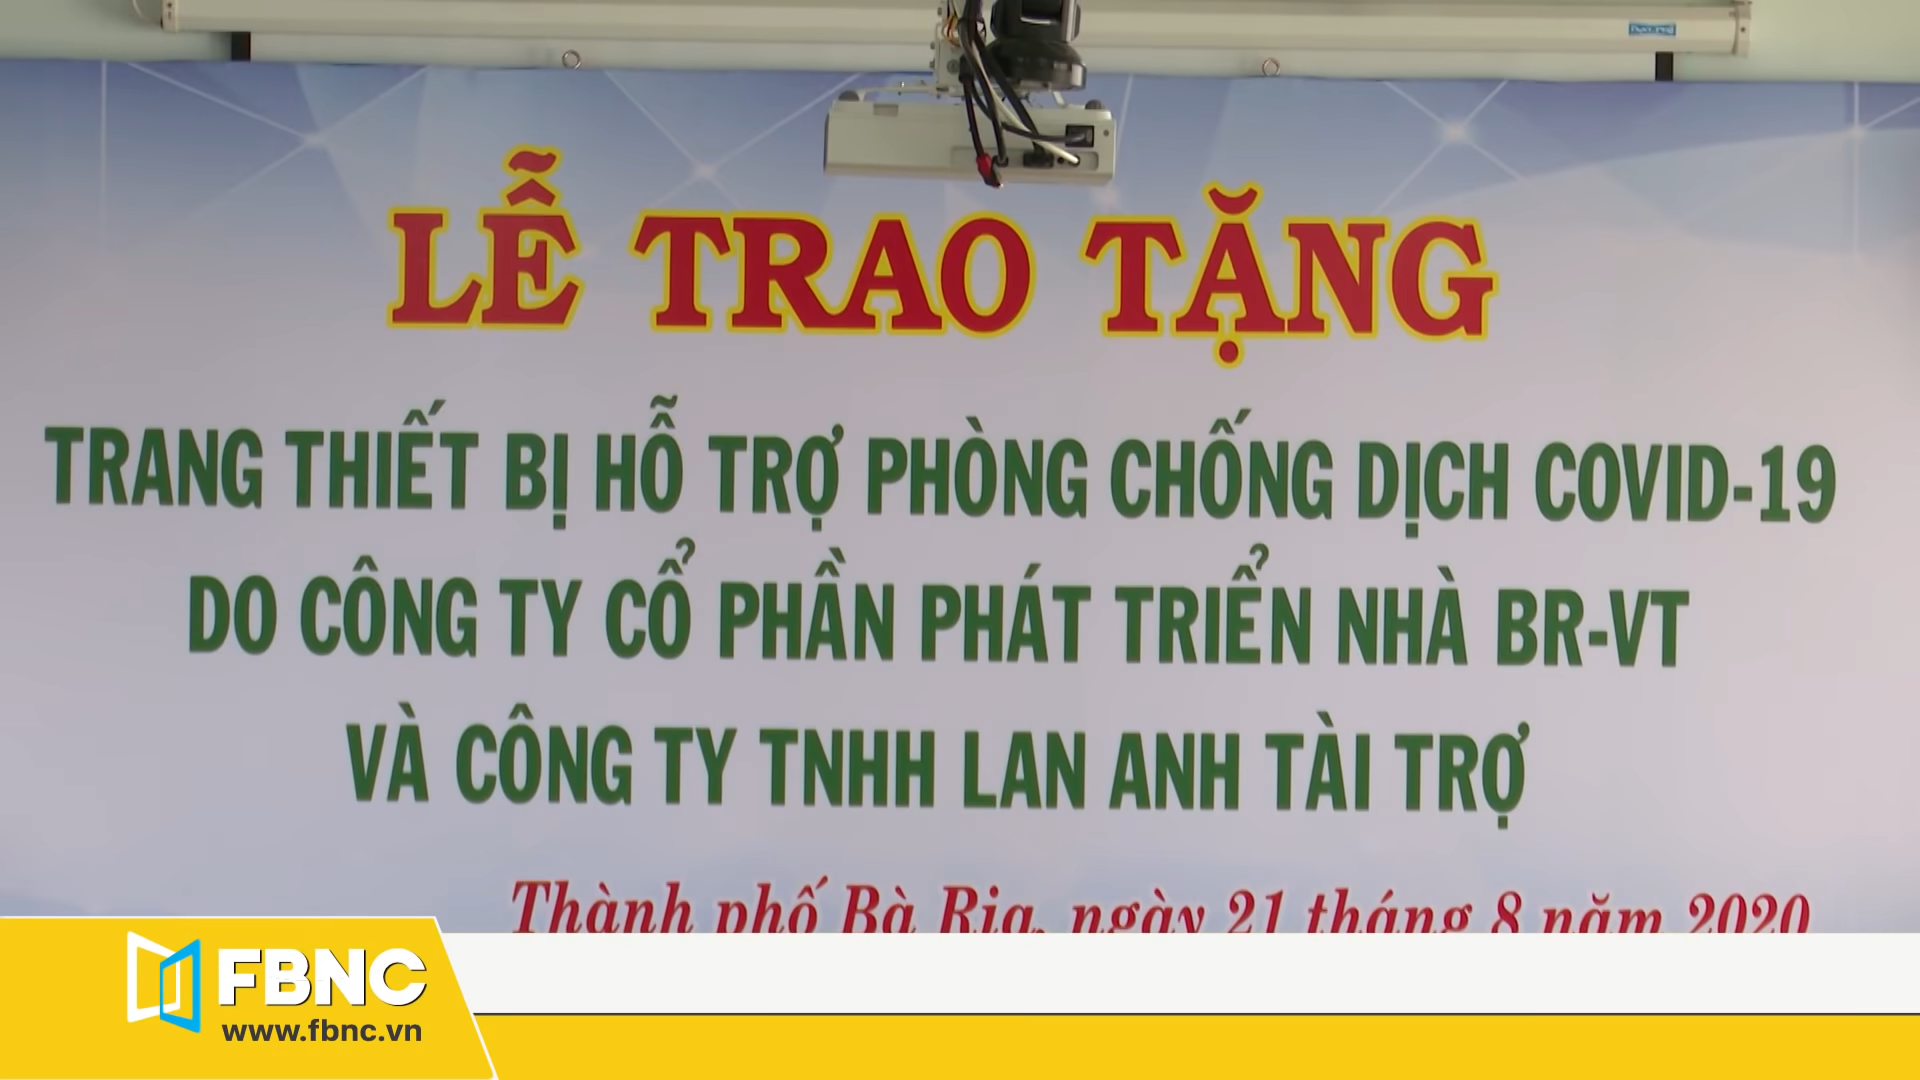 LỄ TRAO TẶNG
TRANG THIẾT BỊ HỖ TRỢ PHÒNG CHỐNG DỊCH COVID-19
DO CÔNG TY CỔ PHẦN PHÁT TRIỂN NHÀ BR-VT
VÀ CÔNG TY TNHH LAN ANH TÀI TRỢ
Thành phố Bà Rịa, ngày 21 tháng 8 năm 2020
FBNC
www.fbnc.vn